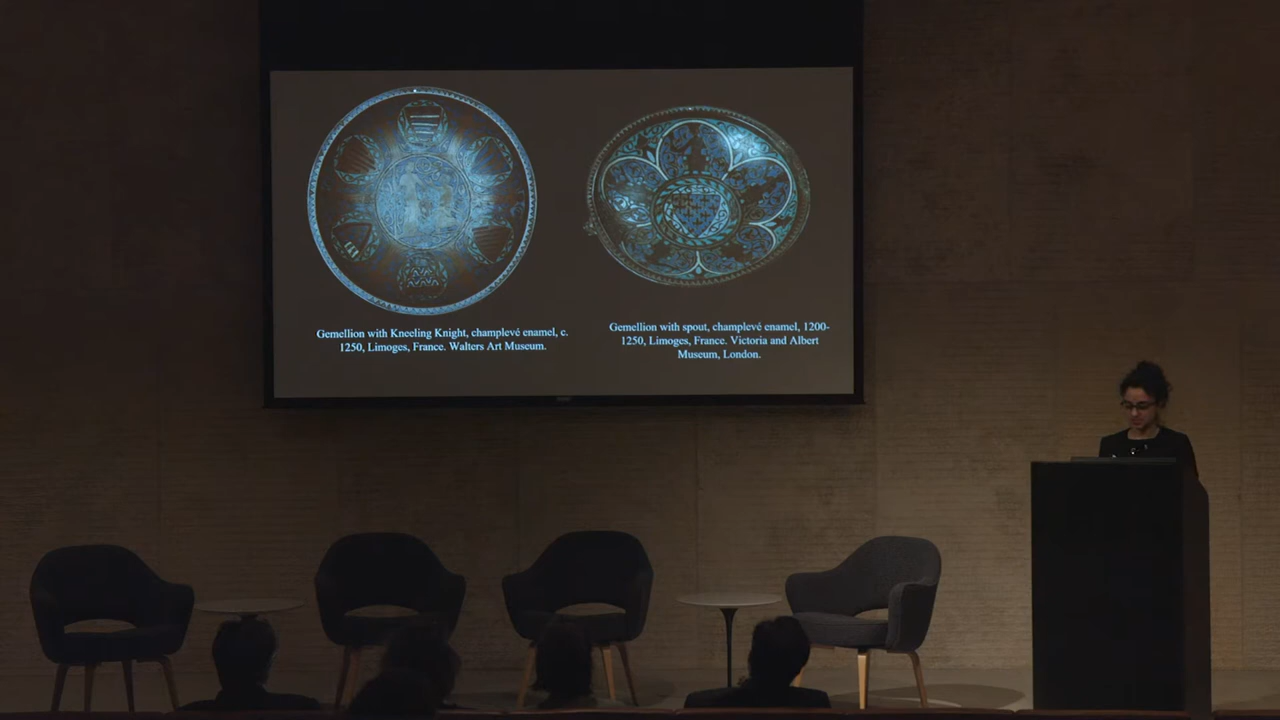 Gemellion with Kneeling Knight, champlevé enamel, c.
1250, Limoges, France. Walters Art Museum.
Gemellion with spout, champlevé enamel, 1200-
1250, Limoges, France. Victoria and Albert
Museum, London.